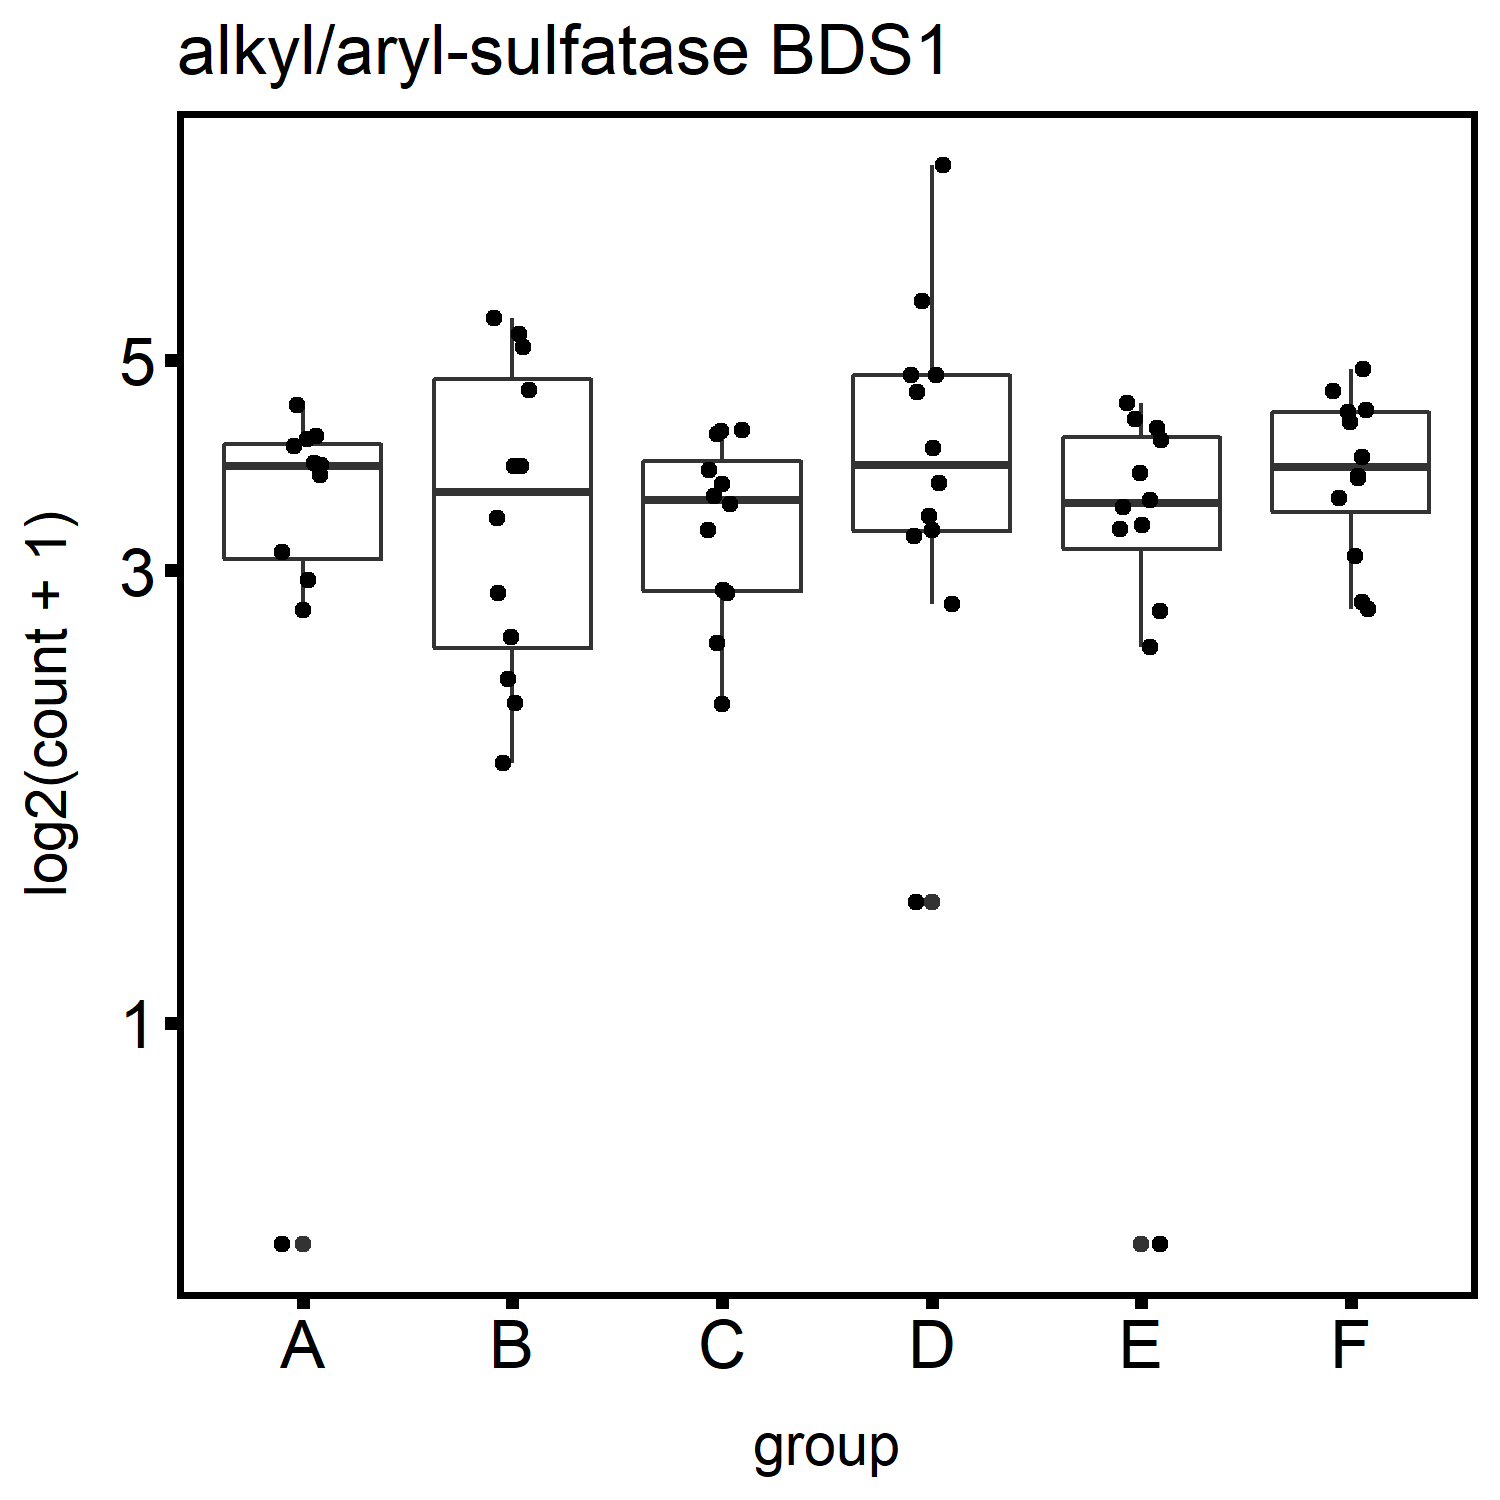 alkyl/aryl-sulfatase BDS1
log2(count + 1)
5
3
1
A B C D E F
group